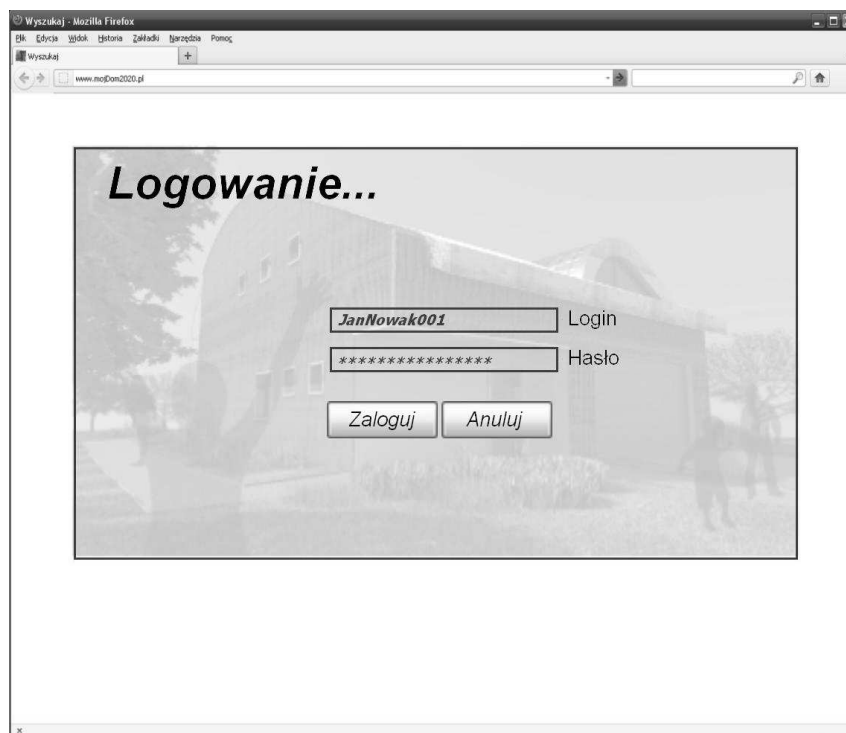 Wyszukaj - Mozilla Firefox
Plik Edycja Widok Historia Zakładki Narzędzia Pomoc
Wyszukaj +
www.mojDom2020.pl
Logowanie...
JanNowak001 Login
**************** Hasło
Zaloguj Anuluj
x